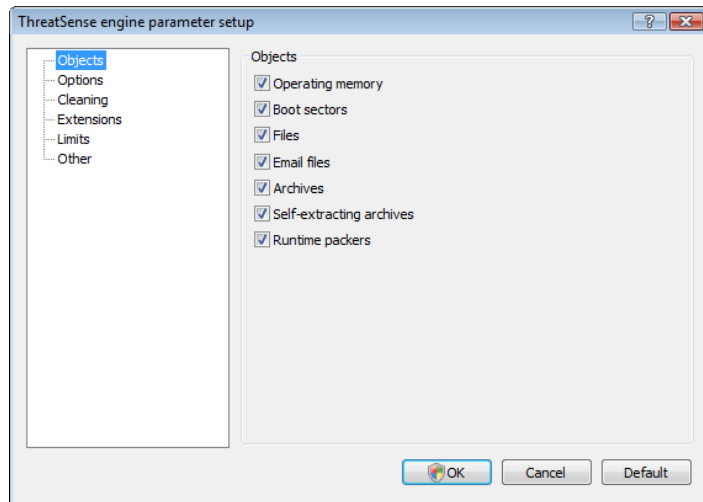 ThreatSense engine parameter setup
Objects
Options
Cleaning
Extensions
Limits
Other
Objects
Operating memory
Boot sectors
Files
Email files
Archives
Self-extracting archives
Runtime packers
OK
Cancel
Default